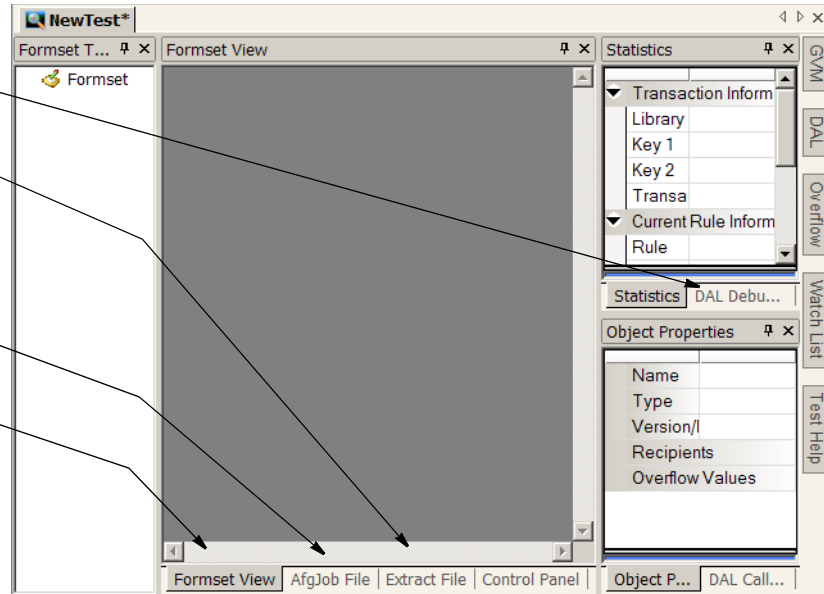 NewTest*
Formset T...
Formset
Formset View
Formset View
AfgJob File
Extract File
Control Panel
Statistics
Transaction Inform
Library
Key 1
Key 2
Transa
Current Rule Inform
Rule
Statistics
DAL Debu...
Object Properties
Name
Type
Version/I
Recipients
Overflow Values
Object P...
DAL Call...
GVM
DAL
Overflow
Watch List
Test Help